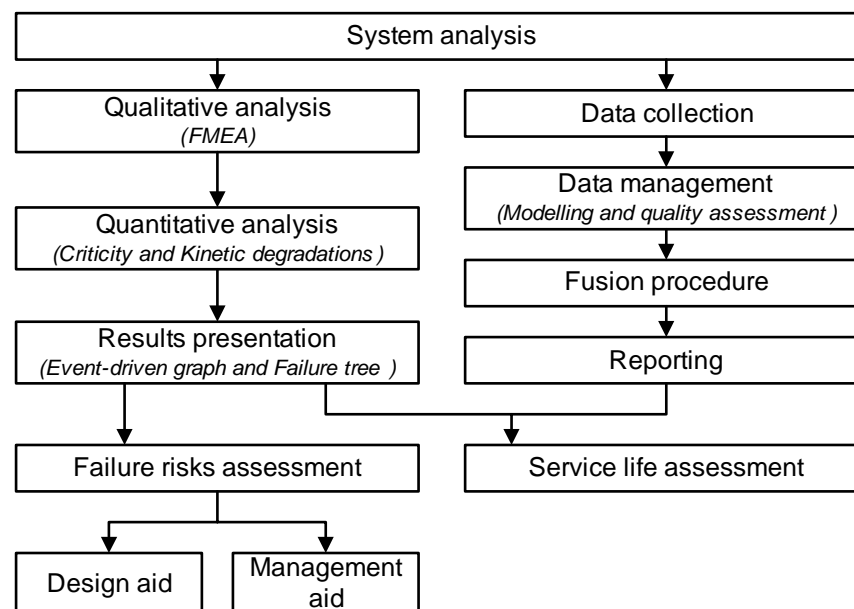 System analysis
Qualitative analysis
(FMEA)
Data collection
Data management
(Modelling and quality assessment )
Quantitative analysis
(Criticity and Kinetic degradations )
Fusion procedure
Results presentation
(Event-driven graph and Failure tree )
Reporting
Failure risks assessment
Service life assessment
Design aid
Management
aid